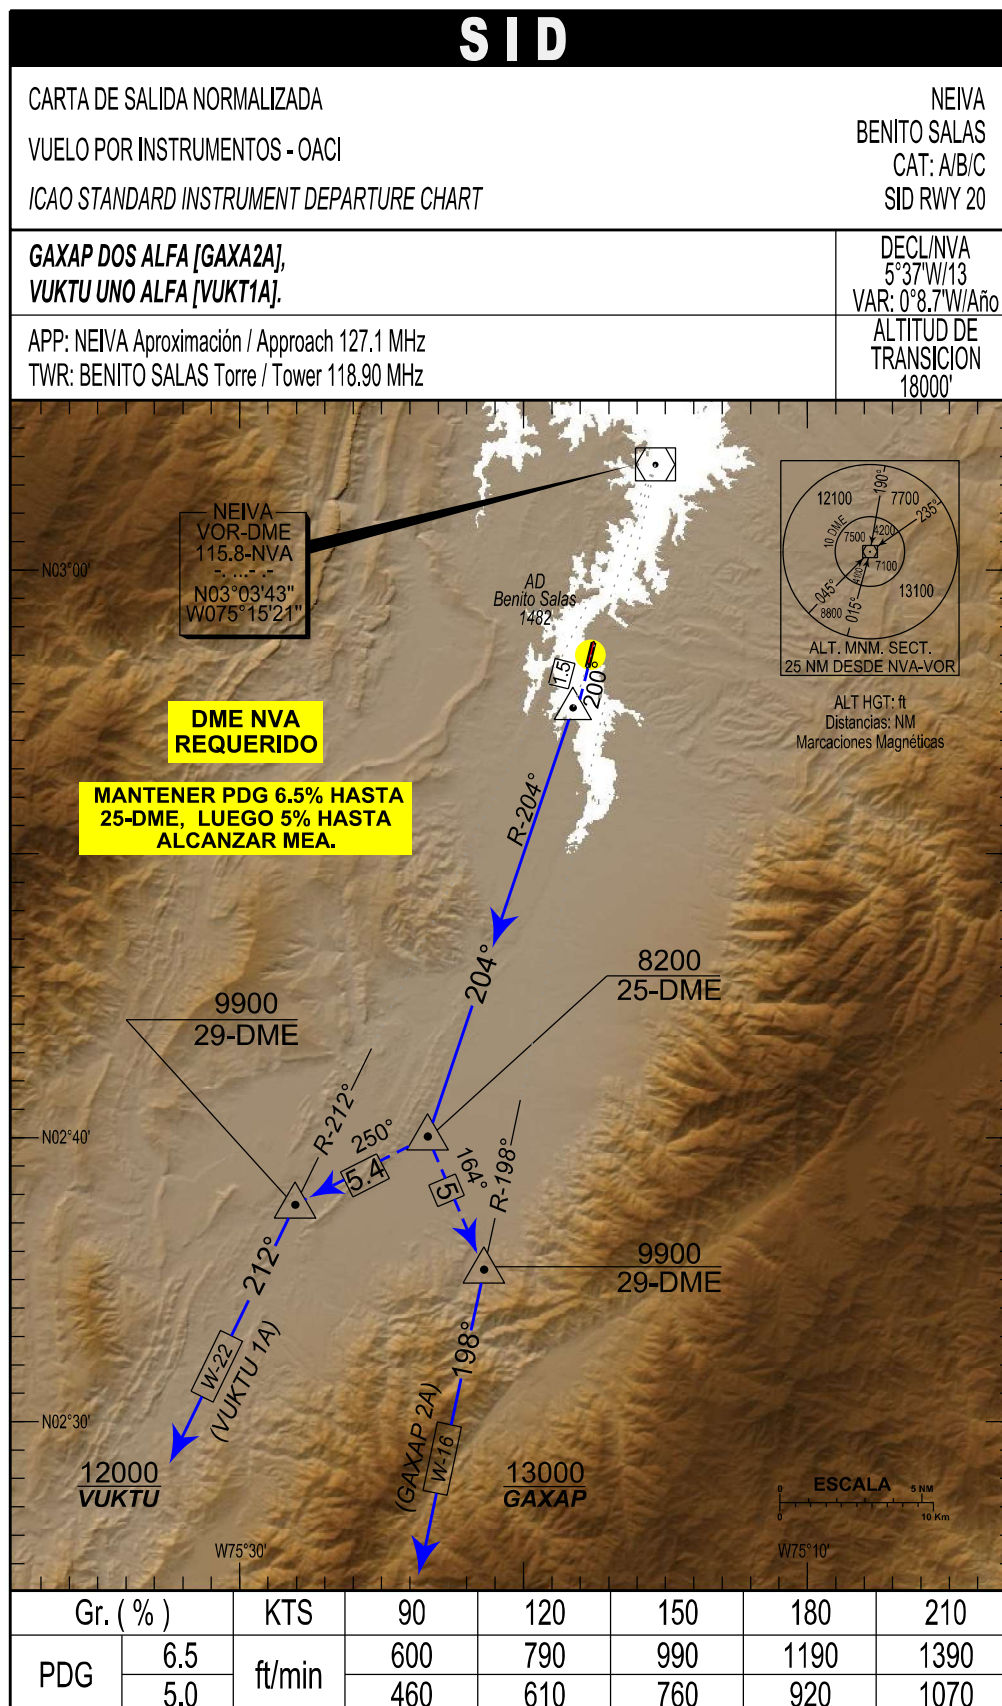 SID
CARTA DE SALIDA NORMALIZADA
VUELO POR INSTRUMENTOS - OACI
ICAO STANDARD INSTRUMENT DEPARTURE CHART
NEIVA
BENITO SALAS
CAT: A/B/C
SID RWY 20
GAXAP DOS ALFA [GAXA2A],
VUKTU UNO ALFA [VUKT1A].
DECL/NVA
5°37'W/13
VAR: 0°8.7'W/Año
APP: NEIVA Aproximación / Approach 127.1 MHz
TWR: BENITO SALAS Torre / Tower 118.90 MHz
ALTITUD DE
TRANSICION
18000'
NEIVA
VOR-DME
115.8-NVA
-. ...- .-
N03°03'43"
W075°15'21"
N03°00'
AD
Benito Salas
1482
12100
190°
7700
235°
10 DME
7500
4200
7100
045°
015°
8800
13100
ALT. MNM. SECT.
25 NM DESDE NVA-VOR
ALT HGT: ft
Distancias: NM
Marcaciones Magnéticas
1.5
200°
DME NVA
REQUERIDO
MANTENER PDG 6.5% HASTA
25-DME, LUEGO 5% HASTA
ALCANZAR MEA.
R-204°
204°
8200
25-DME
9900
29-DME
N02°40'
R-212°
250°
5.4
164°
5
R-198°
9900
29-DME
212°
W-22
(VUKTU 1A)
198°
(GAXAP 2A)
W-16
N02°30'
12000
VUKTU
13000
GAXAP
ESCALA
0 5 NM
0 10 Km
W75°30'
W75°10'
Gr. ( % ) KTS 90 120 150 180 210
PDG 6.5 ft/min 600 790 990 1190 1390
5.0 460 610 760 920 1070